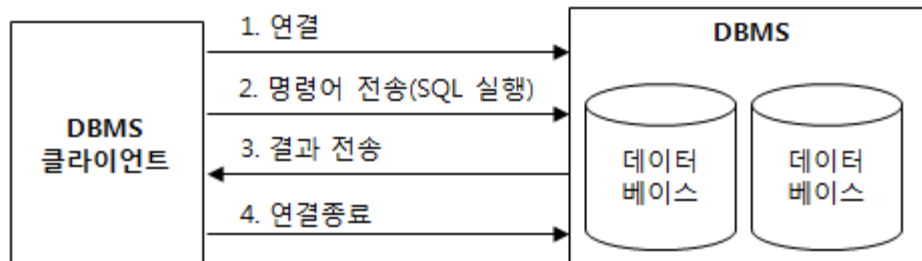 1. 연결
DBMS
2. 명령어 전송(SQL 실행)
DBMS
클라이언트
3. 결과 전송
데이터
베이스
데이터
베이스
4. 연결종료